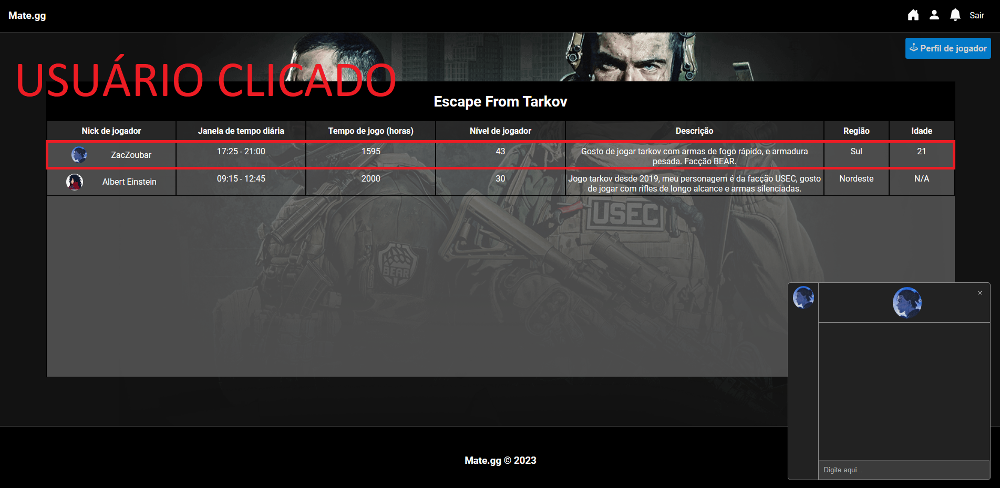 Mate.gg
Sair
Perfil de jogador
USUÁRIO CLICADO
Escape From Tarkov
Nick de jogador Janela de tempo diária Tempo de jogo (horas) Nível de jogador Descrição Região Idade
ZacZoubar 17:25 - 21:00 1595 43 Gosto de jogar tarkov com armas de fogo rápido, e armadura Sul 21
pesada. Facção BEAR.
Albert Einstein 09:15 - 12:45 2000 30 Jogo tarkov desde 2019, meu personagem é da facção USEC, gosto Nordeste N/A
de jogar com rifles de longo alcance e armas silenciadas.
USEC
BEAR
×
Digite aqui...
Mate.gg © 2023